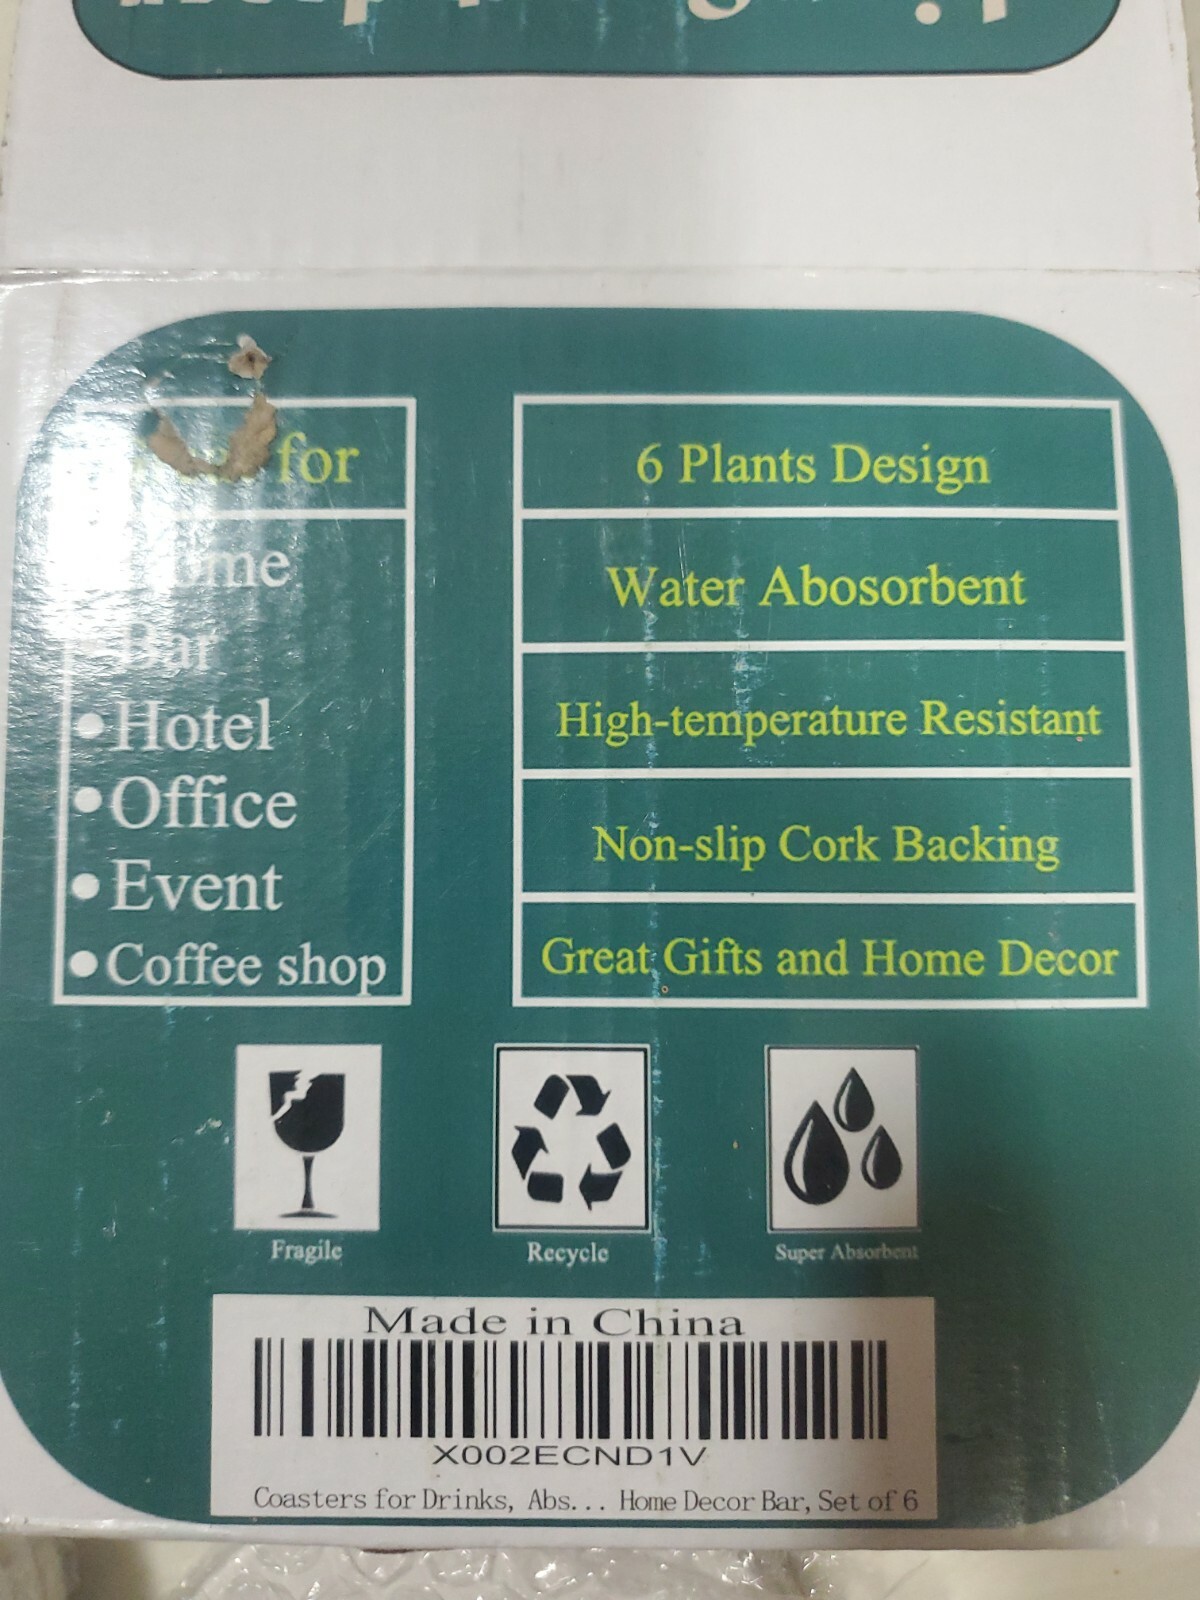 for
Home
•Bar
•Hotel
•Office
•Event
•Coffee shop
6 Plants Design
Water Abosorbent
High-temperature Resistant
Non-slip Cork Backing
Great Gifts and Home Decor
Fragile
Recycle
Super Absorbent
Made in China
X002ECND1V
Coasters for Drinks, Abs... Home Decor Bar, Set of 6